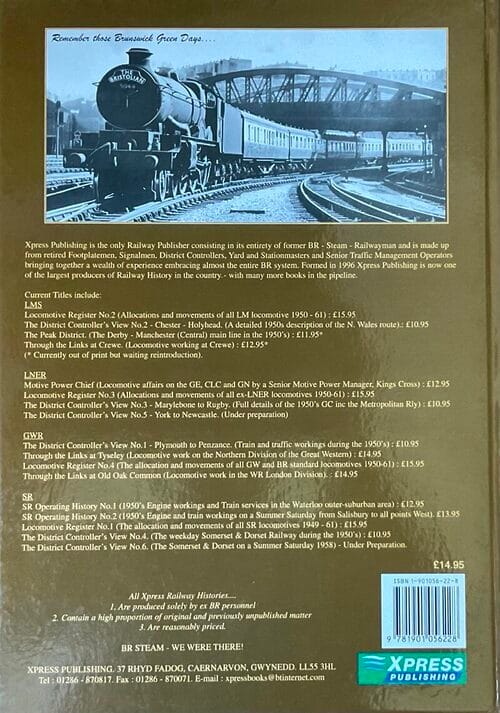 Remember those Brunswick Green Days....
THE
BRISTOLIAN
Xpress Publishing is the only Railway Publisher consisting in its entirety of former BR - Steam - Railwayman and is made up
from retired Footplatemen, Signalmen, District Controllers, Yard and Stationmasters and Senior Traffic Management Operators
bringing together a wealth of experience embracing almost the entire BR system. Formed in 1996 Xpress Publishing is now one
of the largest producers of Railway History in the country - with many more books in the pipeline.
Current Titles include:
LMS
Locomotive Register No.2 (Allocations and movements of all LM locomotive 1950 - 61) : £15.95
The District Controller's View No.2 - Chester - Holyhead. (A detailed 1950s description of the N. Wales route).: £10.95
The Peak District. (The Derby - Manchester (Central) main line in the 1950's) : £11.95*
Through the Links at Crewe. (Locomotive working at Crewe) : £12.95*
(* Currently out of print but waiting reintroduction).
LNER
Motive Power Chief (Locomotive affairs on the GE, CLC and GN by a Senior Motive Power Manager, Kings Cross) : £12.95
Locomotive Register No.3 (Allocations and movements of all ex-LNER locomotives 1950-61) : £15.95
The District Controller's View No.3 - Marylebone to Rugby. (Full details of the 1950's GC inc the Metropolitan Rly) : £10.95
The District Controller's View No.5 - York to Newcastle. (Under preparation)
GWR
The District Controller's View No.1 - Plymouth to Penzance. (Train and traffic workings during the 1950's) : £10.95
Through the Links at Tyseley (Locomotive work on the Northern Division of the Great Western) : £14.95
Locomotive Register No.4 (The allocation and movements of all GW and BR standard locomotives 1950-61) : £15.95
Through the Links at Old Oak Common (Locomotive work in the WR London Division). : £14.95
SR
SR Operating History No.1 (1950's Engine workings and Train services in the Waterloo outer-suburban area) : £12.95
SR Operating History No.2 (1950's Engine and train workings on a Summer Saturday from Salisbury to all points West). £13.95
Locomotive Register No.1 (The allocation and movements of all SR locomotives 1949 - 61) : £15.95
The District Controller's View No.4. (The weekday Somerset & Dorset Railway during the 1950's) : £10.95
The District Controller's View No.6. (The Somerset & Dorset on a Summer Saturday 1958) - Under Preparation.
£14.95
All Xpress Railway Histories....
1. Are produced solely by ex BR personnel
2. Contain a high proportion of original and previously unpublished matter
3. Are reasonably priced.
BR STEAM - WE WERE THERE!
XPRESS PUBLISHING. 37 RHYD FADOG, CAERNARVON, GWYNEDD. LL55 3HL
Tel : 01286 - 870817. Fax : 01286 - 870071. E-mail : xpressbooks@btinternet.com
ISBN 1-901056-22-8
9 781901 056228
XPRESS
PUBLISHING